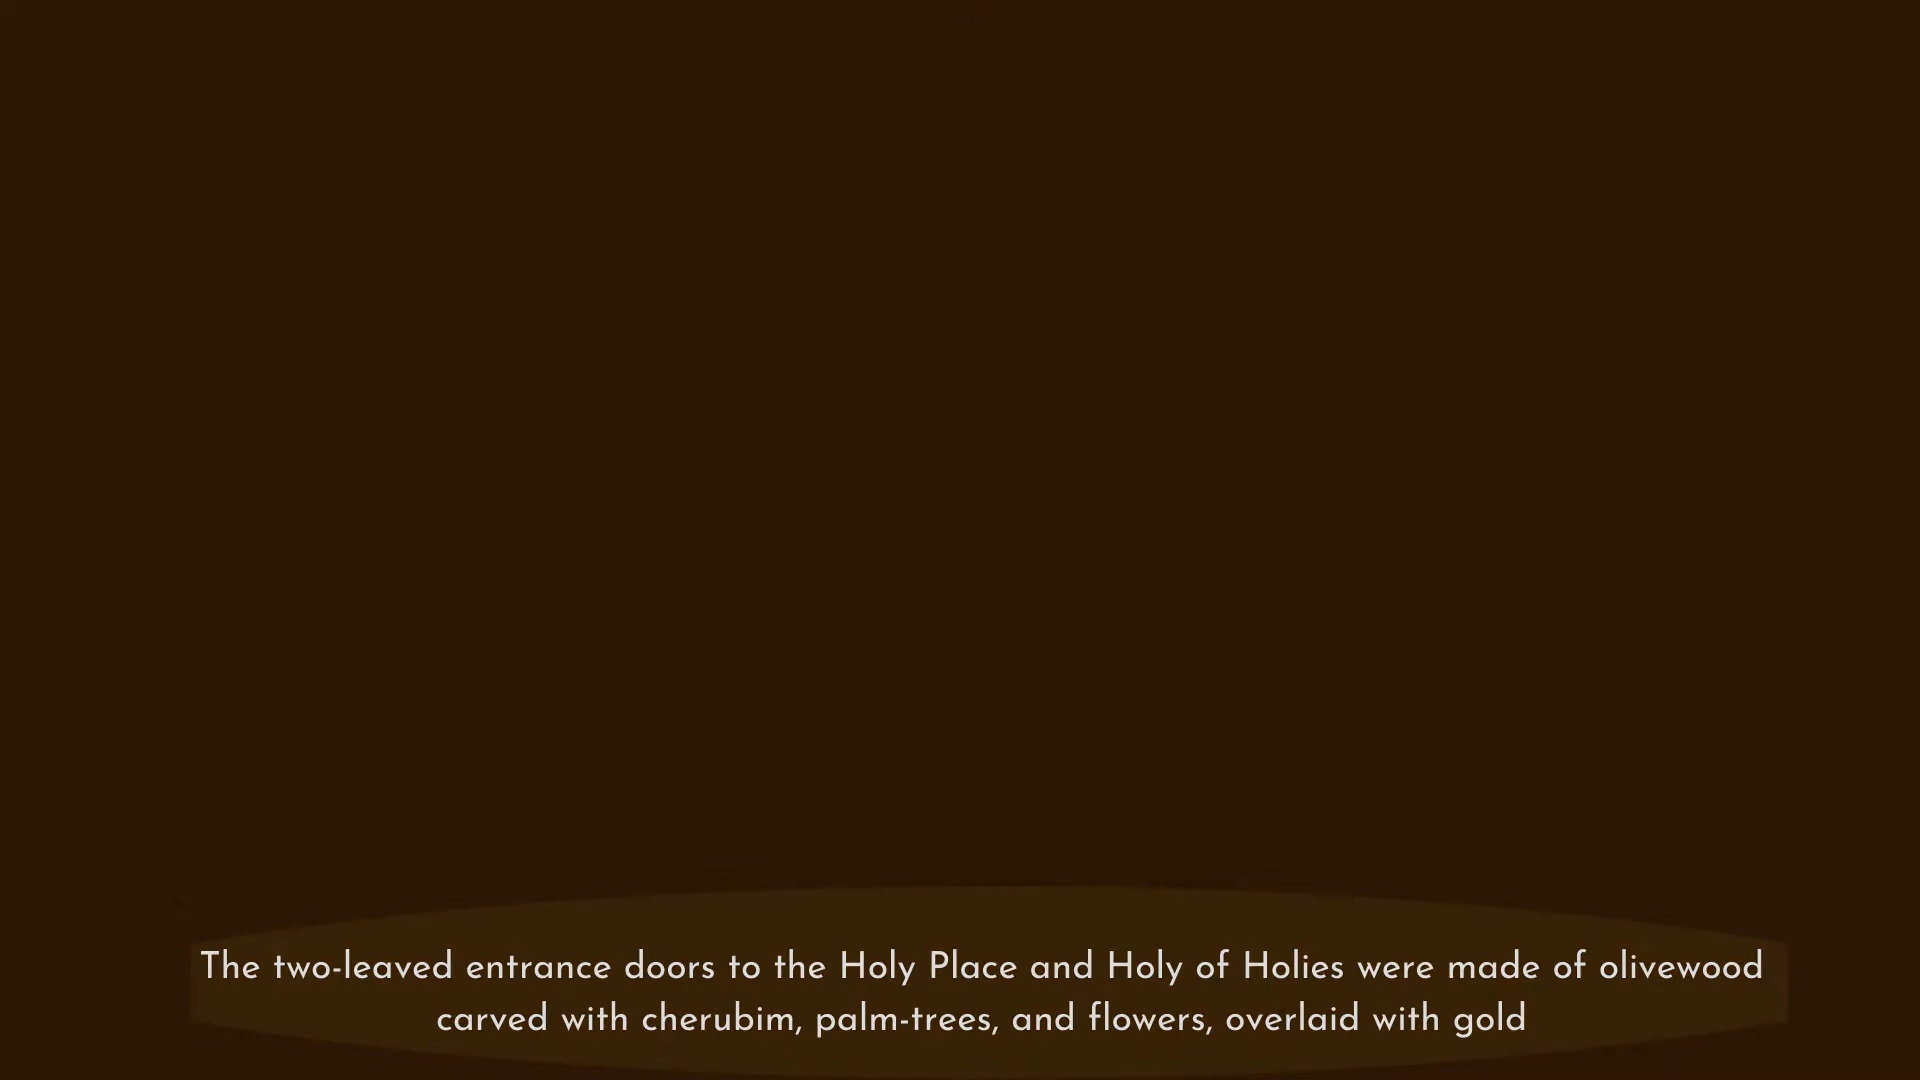 The two-leaved entrance doors to the Holy Place and Holy of Holies were made of olivewood
carved with cherubim, palm-trees, and flowers, overlaid with gold